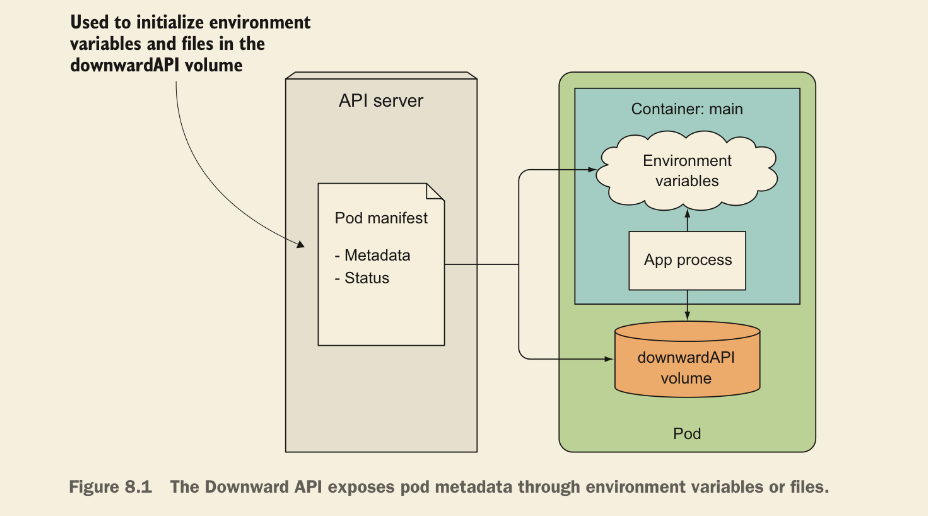 Used to initialize environment
variables and files in the
downwardAPI volume
API server
Pod manifest
- Metadata
- Status
Container: main
Environment
variables
App process
downwardAPI
volume
Pod
Figure 8.1 The Downward API exposes pod metadata through environment variables or files.